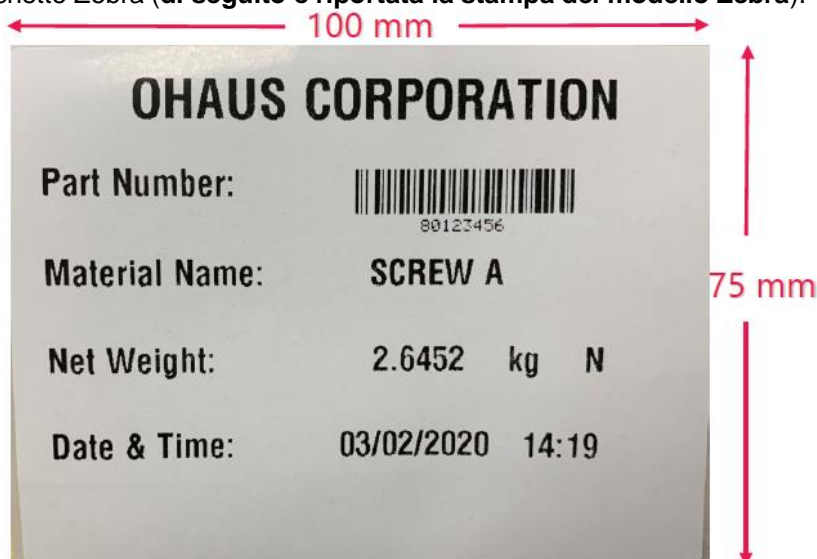 chette Zebra (di seguito è riportata la stampa del modello Zebra).
100 mm
OHAUS CORPORATION
Part Number:
80123456
Material Name: SCREW A
75 mm
Net Weight: 2.6452 kg N
Date & Time: 03/02/2020 14:19